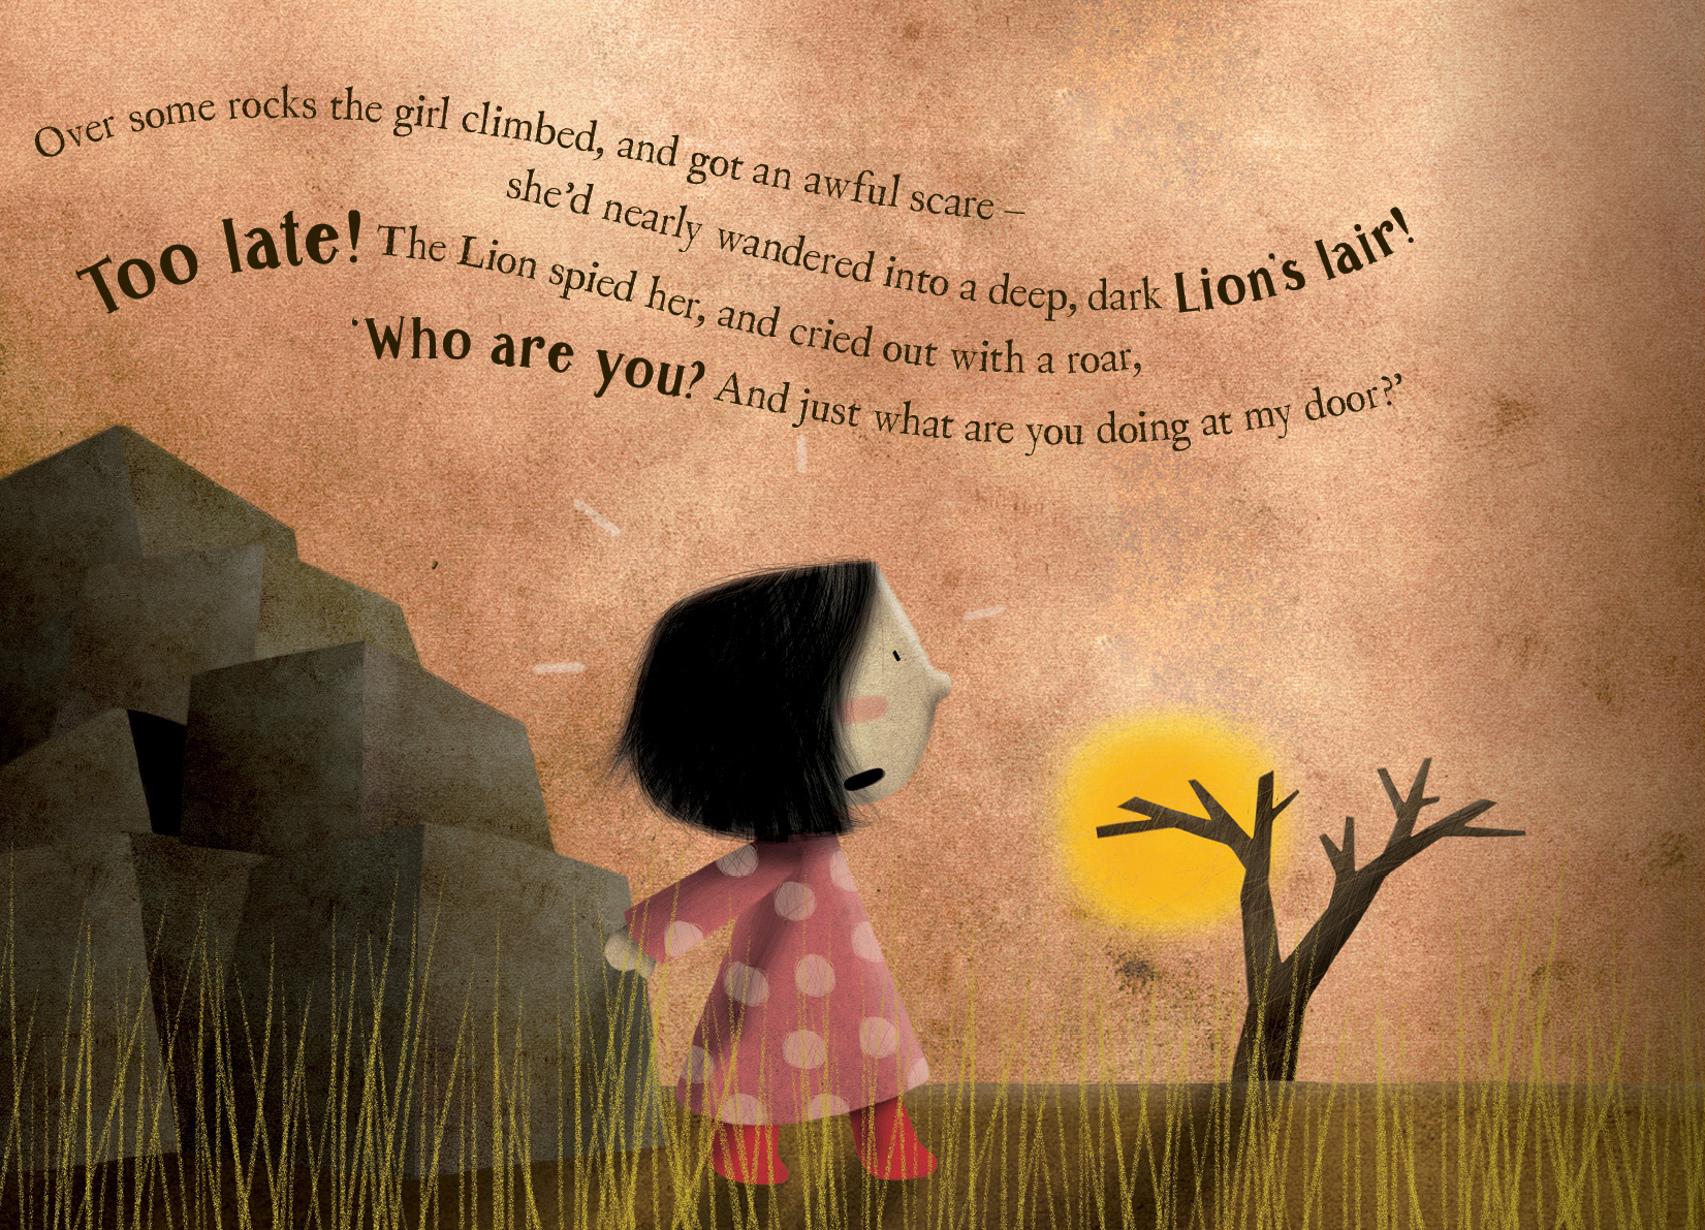 Over some rocks the girl climbed, and got an awful scare –
she’d nearly wandered into a deep, dark Lion’s lair!
Too late! The Lion spied her, and cried out with a roar,
‘Who are you? And just what are you doing at my door?’